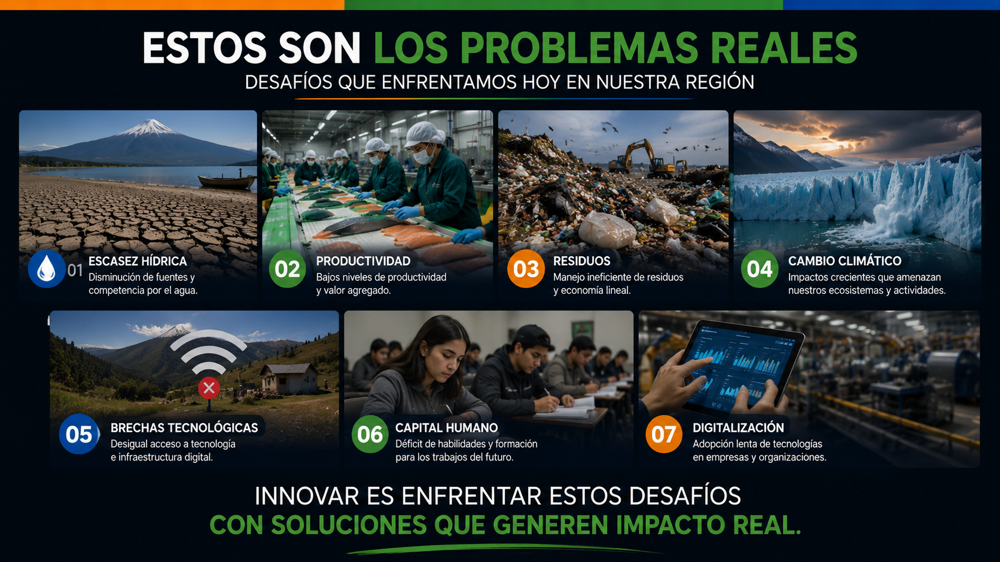 ESTOS SON LOS PROBLEMAS REALES
DESAFÍOS QUE ENFRENTAMOS HOY EN NUESTRA REGIÓN
01
ESCASEZ HÍDRICA
Disminución de fuentes y
competencia por el agua.
02
PRODUCTIVIDAD
Bajos niveles de productividad
y valor agregado.
03
RESIDUOS
Manejo ineficiente de residuos
y economía lineal.
04
CAMBIO CLIMÁTICO
Impactos crecientes que amenazan
nuestros ecosistemas y actividades.
05
BRECHAS TECNOLÓGICAS
Desigual acceso a tecnología
e infraestructura digital.
06
CAPITAL HUMANO
Déficit de habilidades y formación
para los trabajos del futuro.
07
DIGITALIZACIÓN
Adopción lenta de tecnologías
en empresas y organizaciones.
INNOVAR ES ENFRENTAR ESTOS DESAFÍOS
CON SOLUCIONES QUE GENEREN IMPACTO REAL.